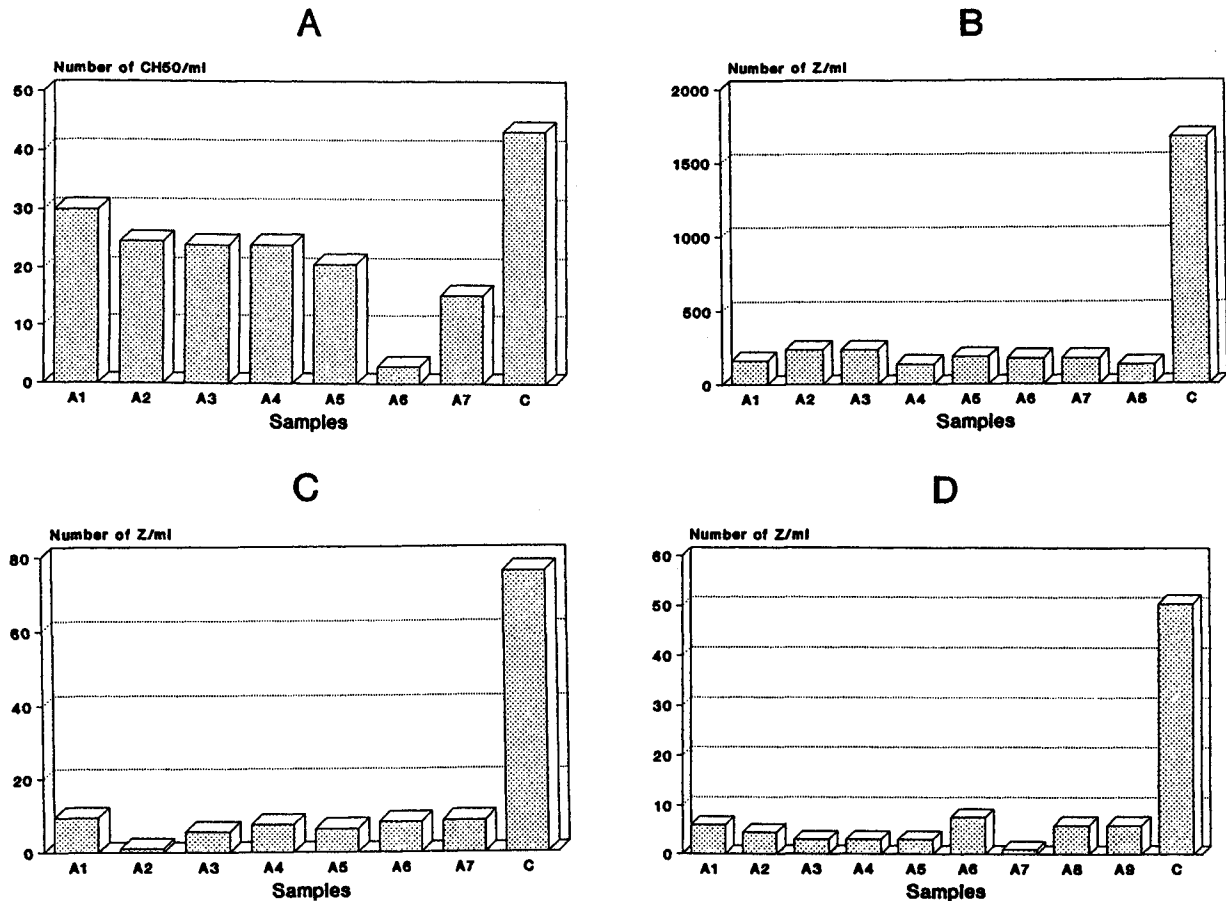 A
Number of CH50/ml
50
40
30
20
10
0
A1 A2 A3 A4 A5 A6 A7 C
Samples
B
Number of Z/ml
2000
1500
1000
500
0
A1 A2 A3 A4 A5 A6 A7 A8 C
Samples
C
Number of Z/ml
80
60
40
20
0
A1 A2 A3 A4 A5 A6 A7 C
Samples
D
Number of Z/ml
60
50
40
30
20
10
0
A1 A2 A3 A4 A5 A6 A7 A8 A9 C
Samples